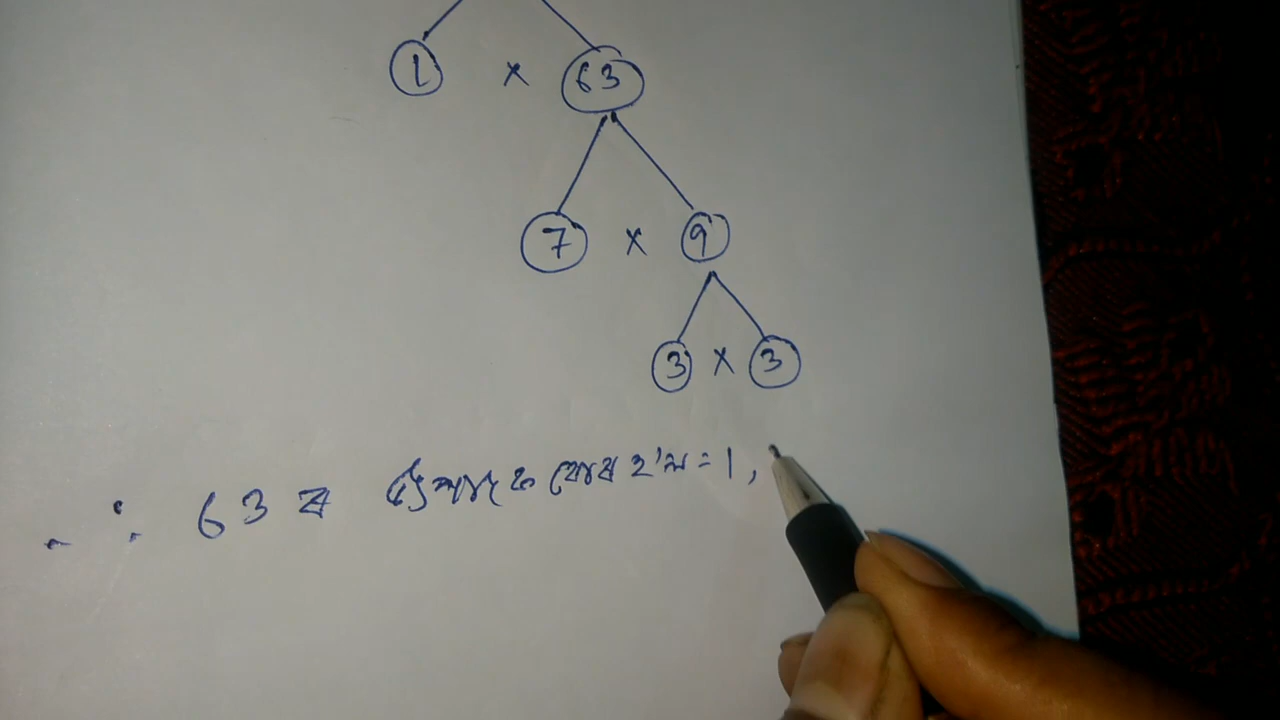 1 × 63
7 × 9
3 × 3
∴ 63 ৰ উৎপাদক বোৰ হ'ল = 1,